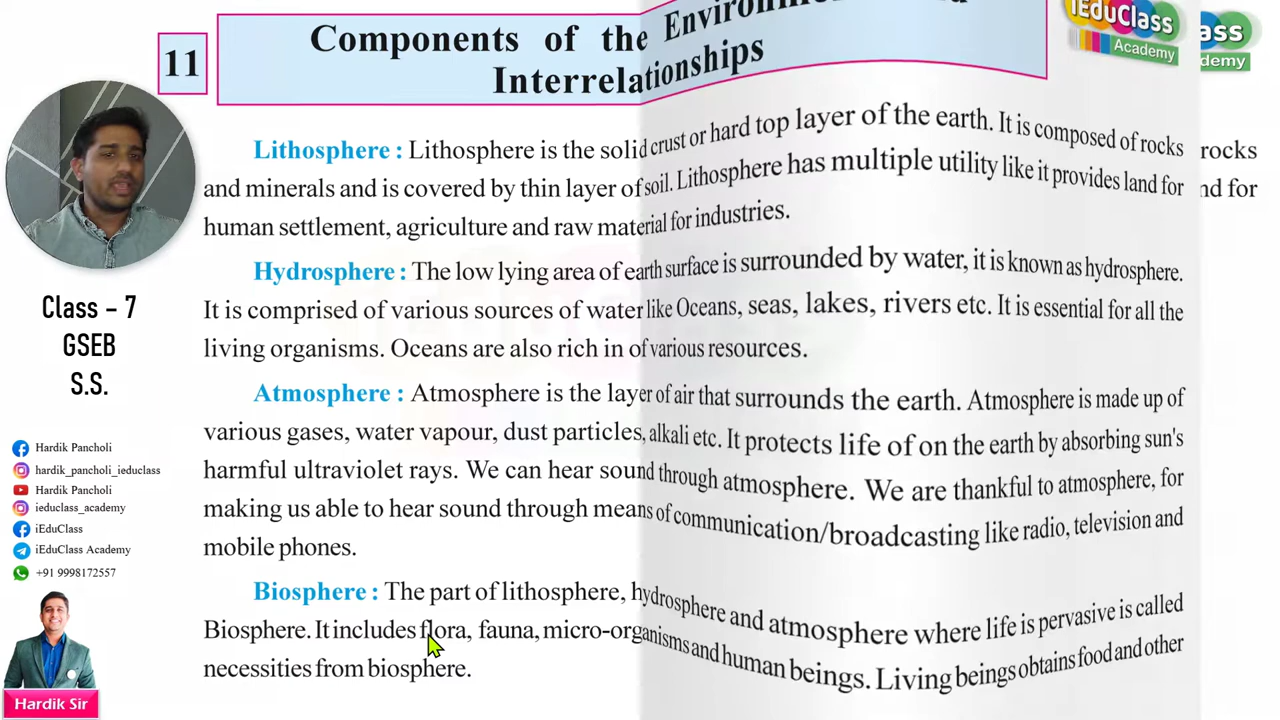 11
Components of the Environment and
Interrelationships
iEduClass
Academy
ass
demy
Lithosphere : Lithosphere is the solid crust or hard top layer of the earth. It is composed of rocks
rocks
and minerals and is covered by thin layer of soil. Lithosphere has multiple utility like it provides land for
nd for
human settlement, agriculture and raw material for industries.
Hydrosphere : The low lying area of earth surface is surrounded by water, it is known as hydrosphere.
It is comprised of various sources of water like Oceans, seas, lakes, rivers etc. It is essential for all the
living organisms. Oceans are also rich in of various resources.
Atmosphere : Atmosphere is the layer of air that surrounds the earth. Atmosphere is made up of
various gases, water vapour, dust particles, alkali etc. It protects life of on the earth by absorbing sun's
harmful ultraviolet rays. We can hear sound through atmosphere. We are thankful to atmosphere, for
making us able to hear sound through means of communication/broadcasting like radio, television and
mobile phones.
Biosphere : The part of lithosphere, hydrosphere and atmosphere where life is pervasive is called
Biosphere. It includes flora, fauna, micro-organisms and human beings. Living beings obtains food and other
necessities from biosphere.
Class – 7
GSEB
S.S.
Hardik Pancholi
hardik_pancholi_ieduclass
Hardik Pancholi
ieduclass_academy
iEduClass
iEduClass Academy
+91 9998172557
Hardik Sir